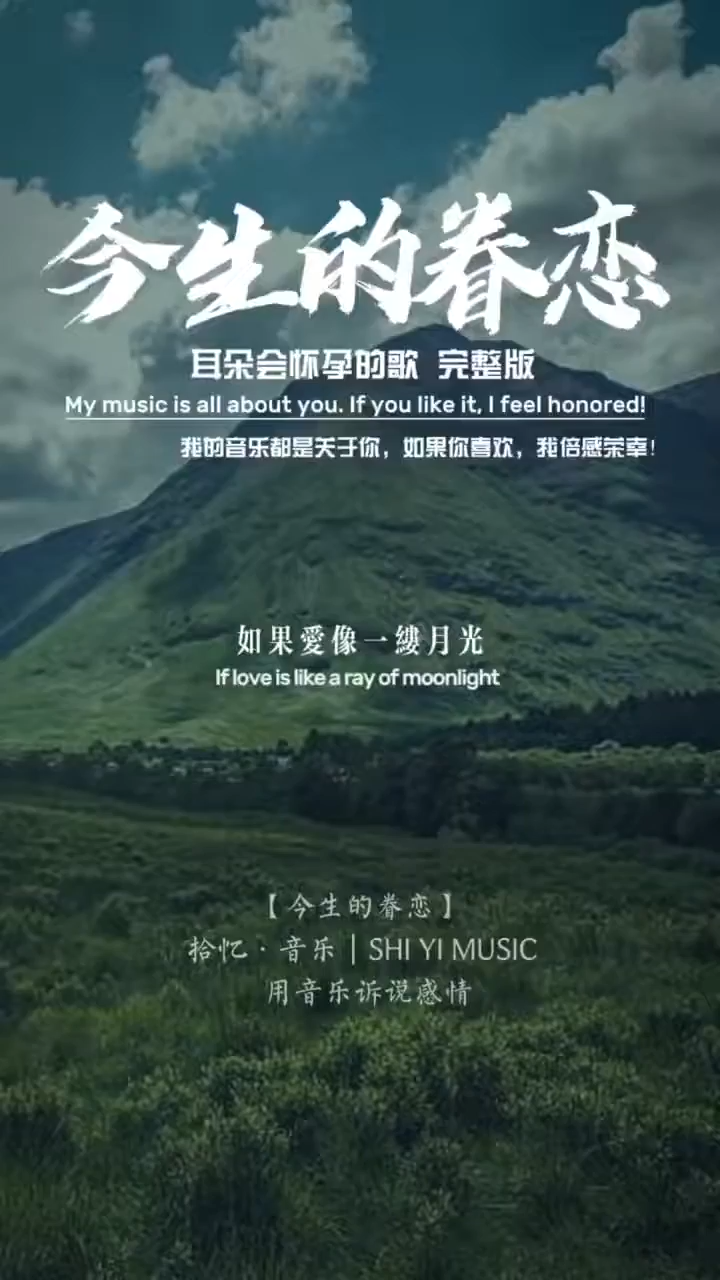 今生的眷恋
耳朵会怀孕的歌 完整版
My music is all about you. If you like it, I feel honored!
我的音乐都是关于你，如果你喜欢，我倍感荣幸！
如果愛像一縷月光
If love is like a ray of moonlight
【今生的眷恋】
拾忆·音乐 | SHI YI MUSIC
用音乐诉说感情